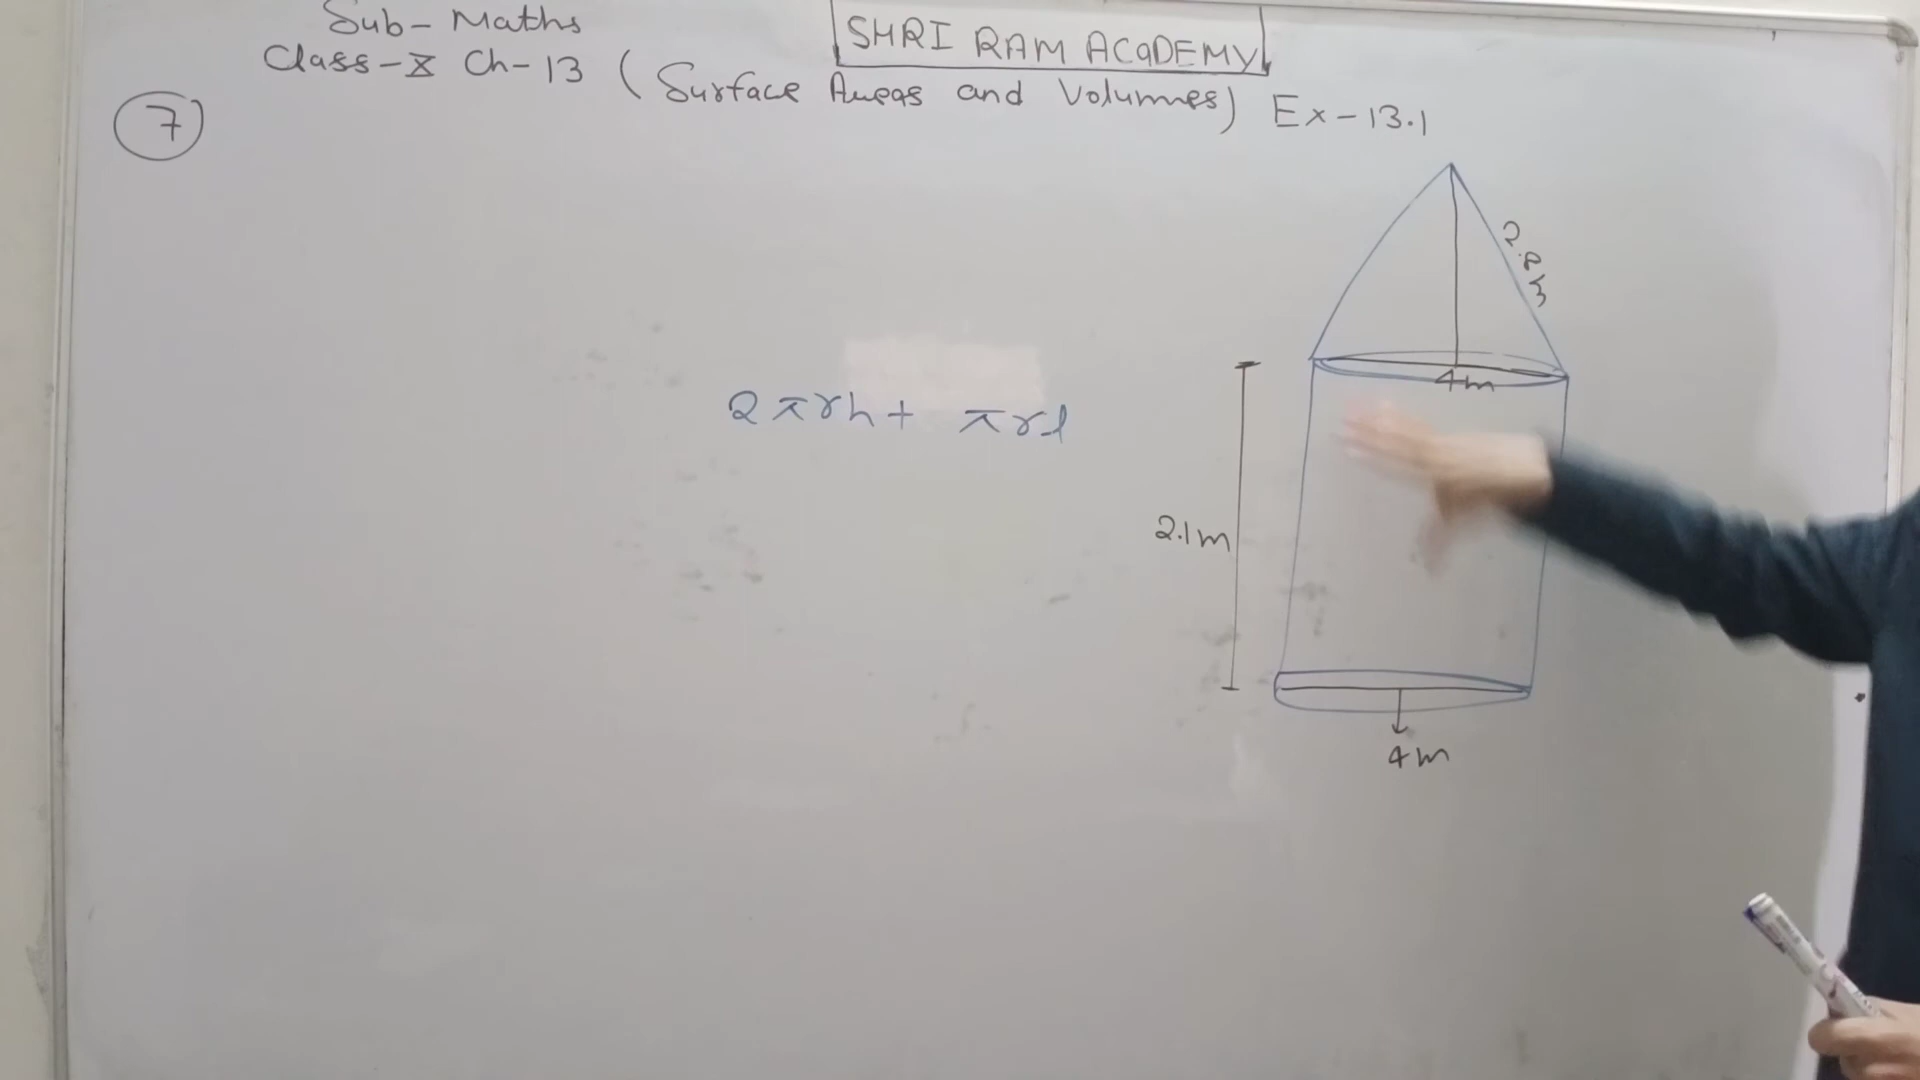 Sub - Maths
SHRI RAM ACADEMY
Class - X Ch - 13 (Surface Areas and Volumes) Ex - 13.1
7
2.8m
4m
2πrh + πrl
2.1m
4m